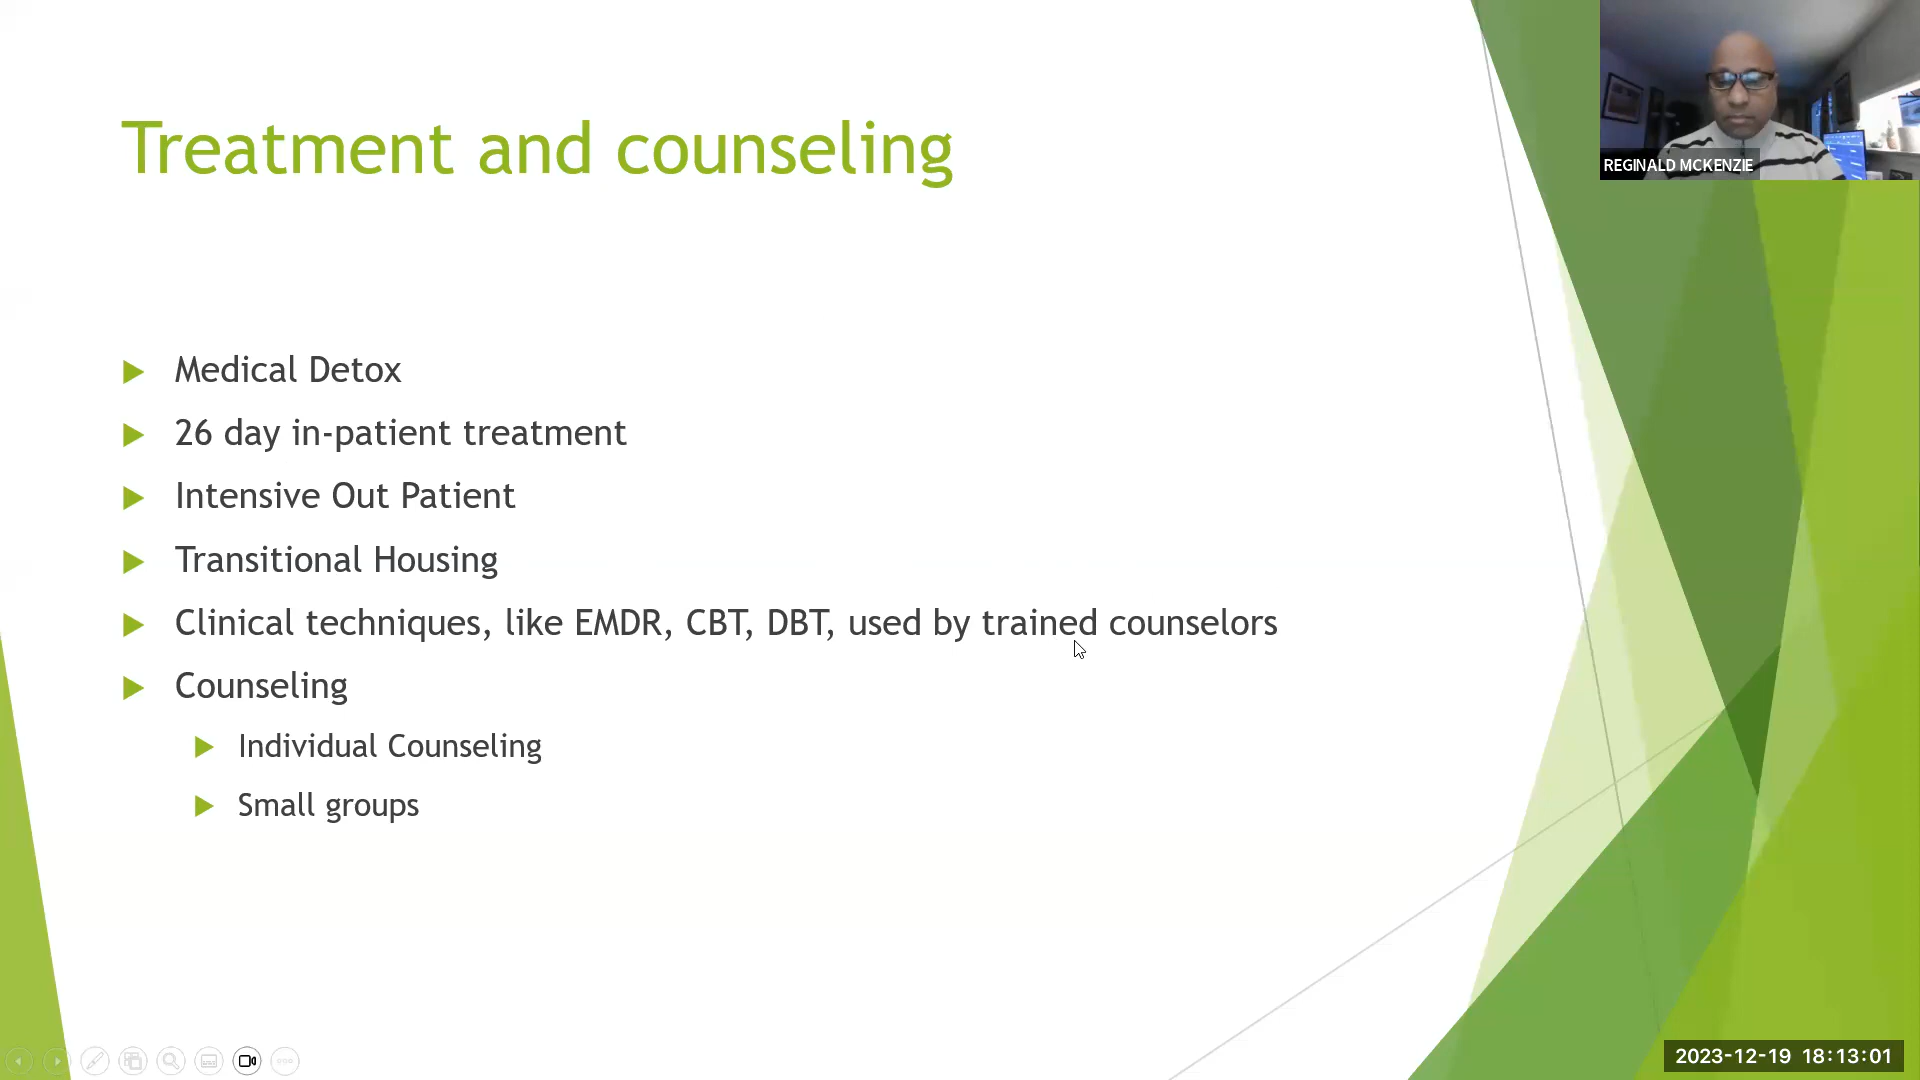 Treatment and counseling
REGINALD MCKENZIE
Medical Detox
26 day in-patient treatment
Intensive Out Patient
Transitional Housing
Clinical techniques, like EMDR, CBT, DBT, used by trained counselors
Counseling
Individual Counseling
Small groups
2023-12-19 18:13:01